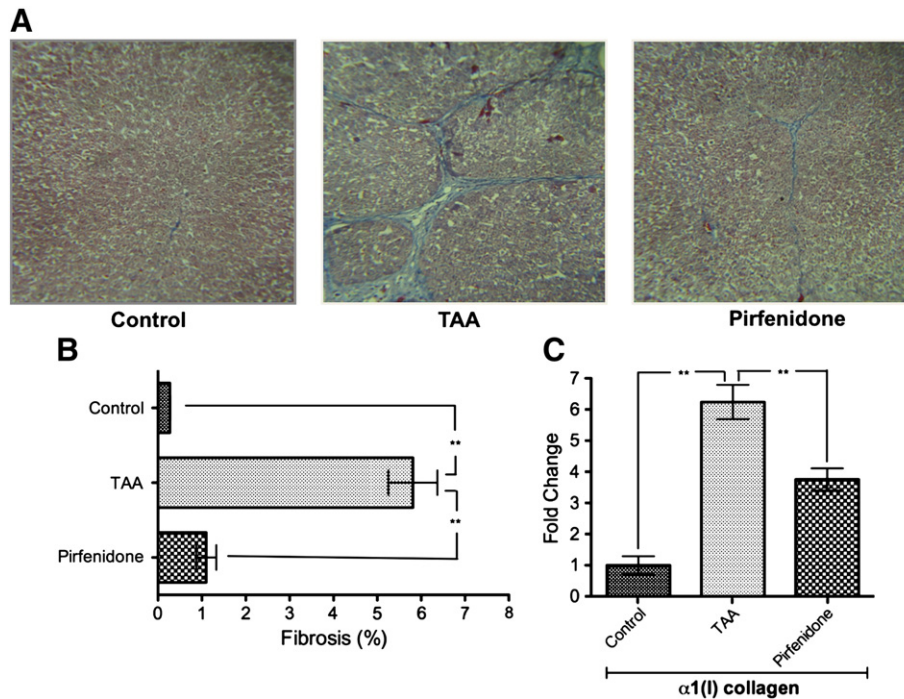 A
Control
TAA
Pirfenidone
B
Control
TAA
Pirfenidone
**
**
0 1 2 3 4 5 6 7 8
Fibrosis (%)
C
Fold Change
7
6
5
4
3
2
1
0
** **
Control
TAA
Pirfenidone
α1(I) collagen